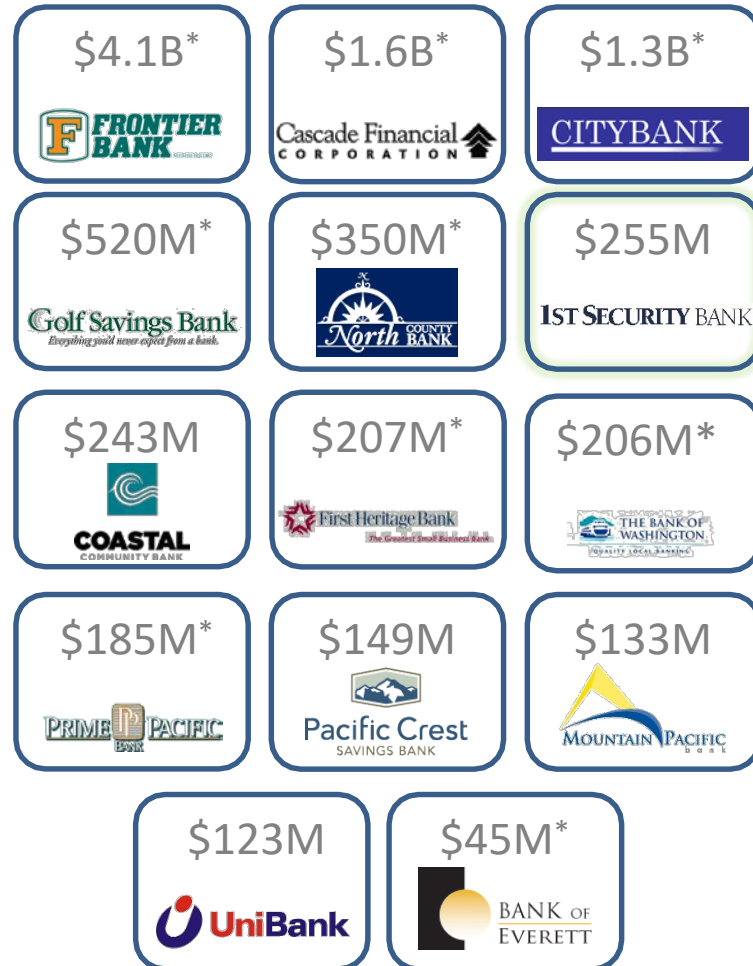 $4.1B* $1.6B* $1.3B*
F FRONTIER BANK
Cascade Financial
CORPORATION
CITYBANK
$520M* $350M* $255M
Golf Savings Bank
Everything you'd never expect from a bank.
N
North COUNTY BANK
1ST SECURITY BANK
$243M $207M* $206M*
COASTAL
COMMUNITY BANK
First Heritage Bank
The Greatest Small Business Bank
THE BANK OF
WASHINGTON
QUALITY LOCAL BANKING
$185M* $149M $133M
PRIME PACIFIC
BANK
Pacific Crest
SAVINGS BANK
MOUNTAIN PACIFIC
bank
$123M $45M*
UniBank
BANK OF
EVERETT